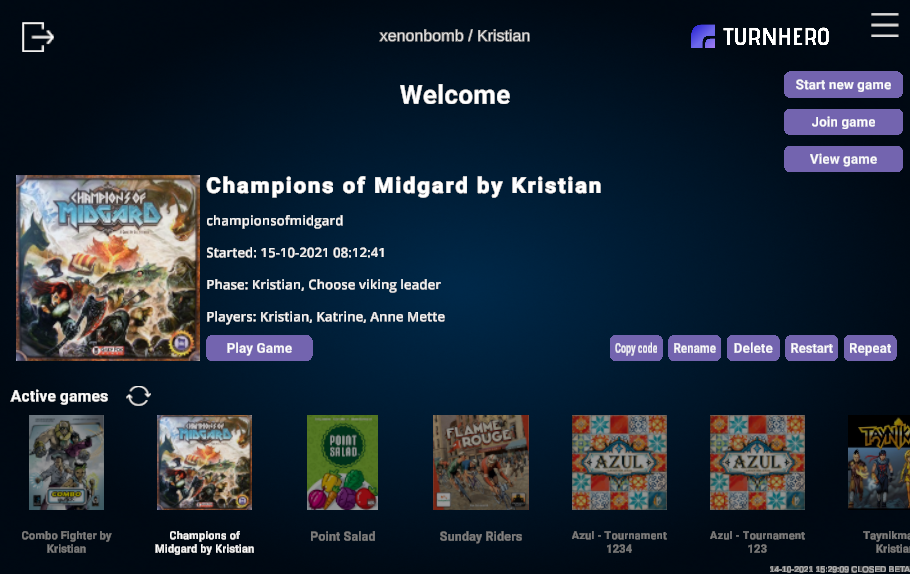 xenonbomb / Kristian
TURNHERO
Welcome
Start new game
Join game
View game
CHAMPIONS OF
MIDGARD
Champions of Midgard by Kristian
championsofmidgard
Started: 15-10-2021 08:12:41
Phase: Kristian, Choose viking leader
Players: Kristian, Katrine, Anne Mette
Play Game
Copy code
Rename
Delete
Restart
Repeat
Active games
COMBO
CHAMPIONS OF
MIDGARD
POINT
SALAD
FLAMME
ROUGE
AZUL
AZUL
TAYNIK
Combo Fighter by
Kristian
Champions of
Midgard by Kristian
Point Salad
Sunday Riders
Azul - Tournament
1234
Azul - Tournament
123
Taynikma
Kristia
14-10-2021 15:29:09 CLOSED BETA